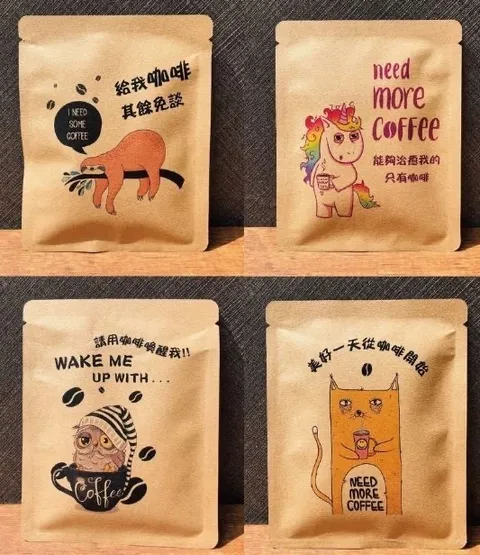 給我咖啡
其餘免談
I NEED
SOME
COFFEE
need
MORE
COFFEE
能夠治癒我的
只有咖啡
請用咖啡喚醒我!!
WAKE ME
UP WITH...
Coffee
美好一天從咖啡開始
NEED
MORE
COFFEE